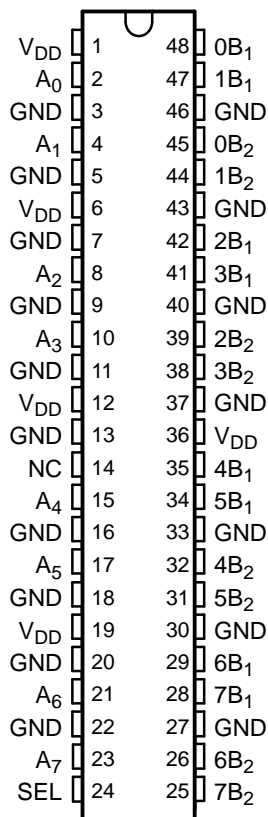 V_DD 1 48 0B_1
A_0 2 47 1B_1
GND 3 46 GND
A_1 4 45 0B_2
GND 5 44 1B_2
V_DD 6 43 GND
GND 7 42 2B_1
A_2 8 41 3B_1
GND 9 40 GND
A_3 10 39 2B_2
GND 11 38 3B_2
V_DD 12 37 GND
GND 13 36 V_DD
NC 14 35 4B_1
A_4 15 34 5B_1
GND 16 33 GND
A_5 17 32 4B_2
GND 18 31 5B_2
V_DD 19 30 GND
GND 20 29 6B_1
A_6 21 28 7B_1
GND 22 27 GND
A_7 23 26 6B_2
SEL 24 25 7B_2